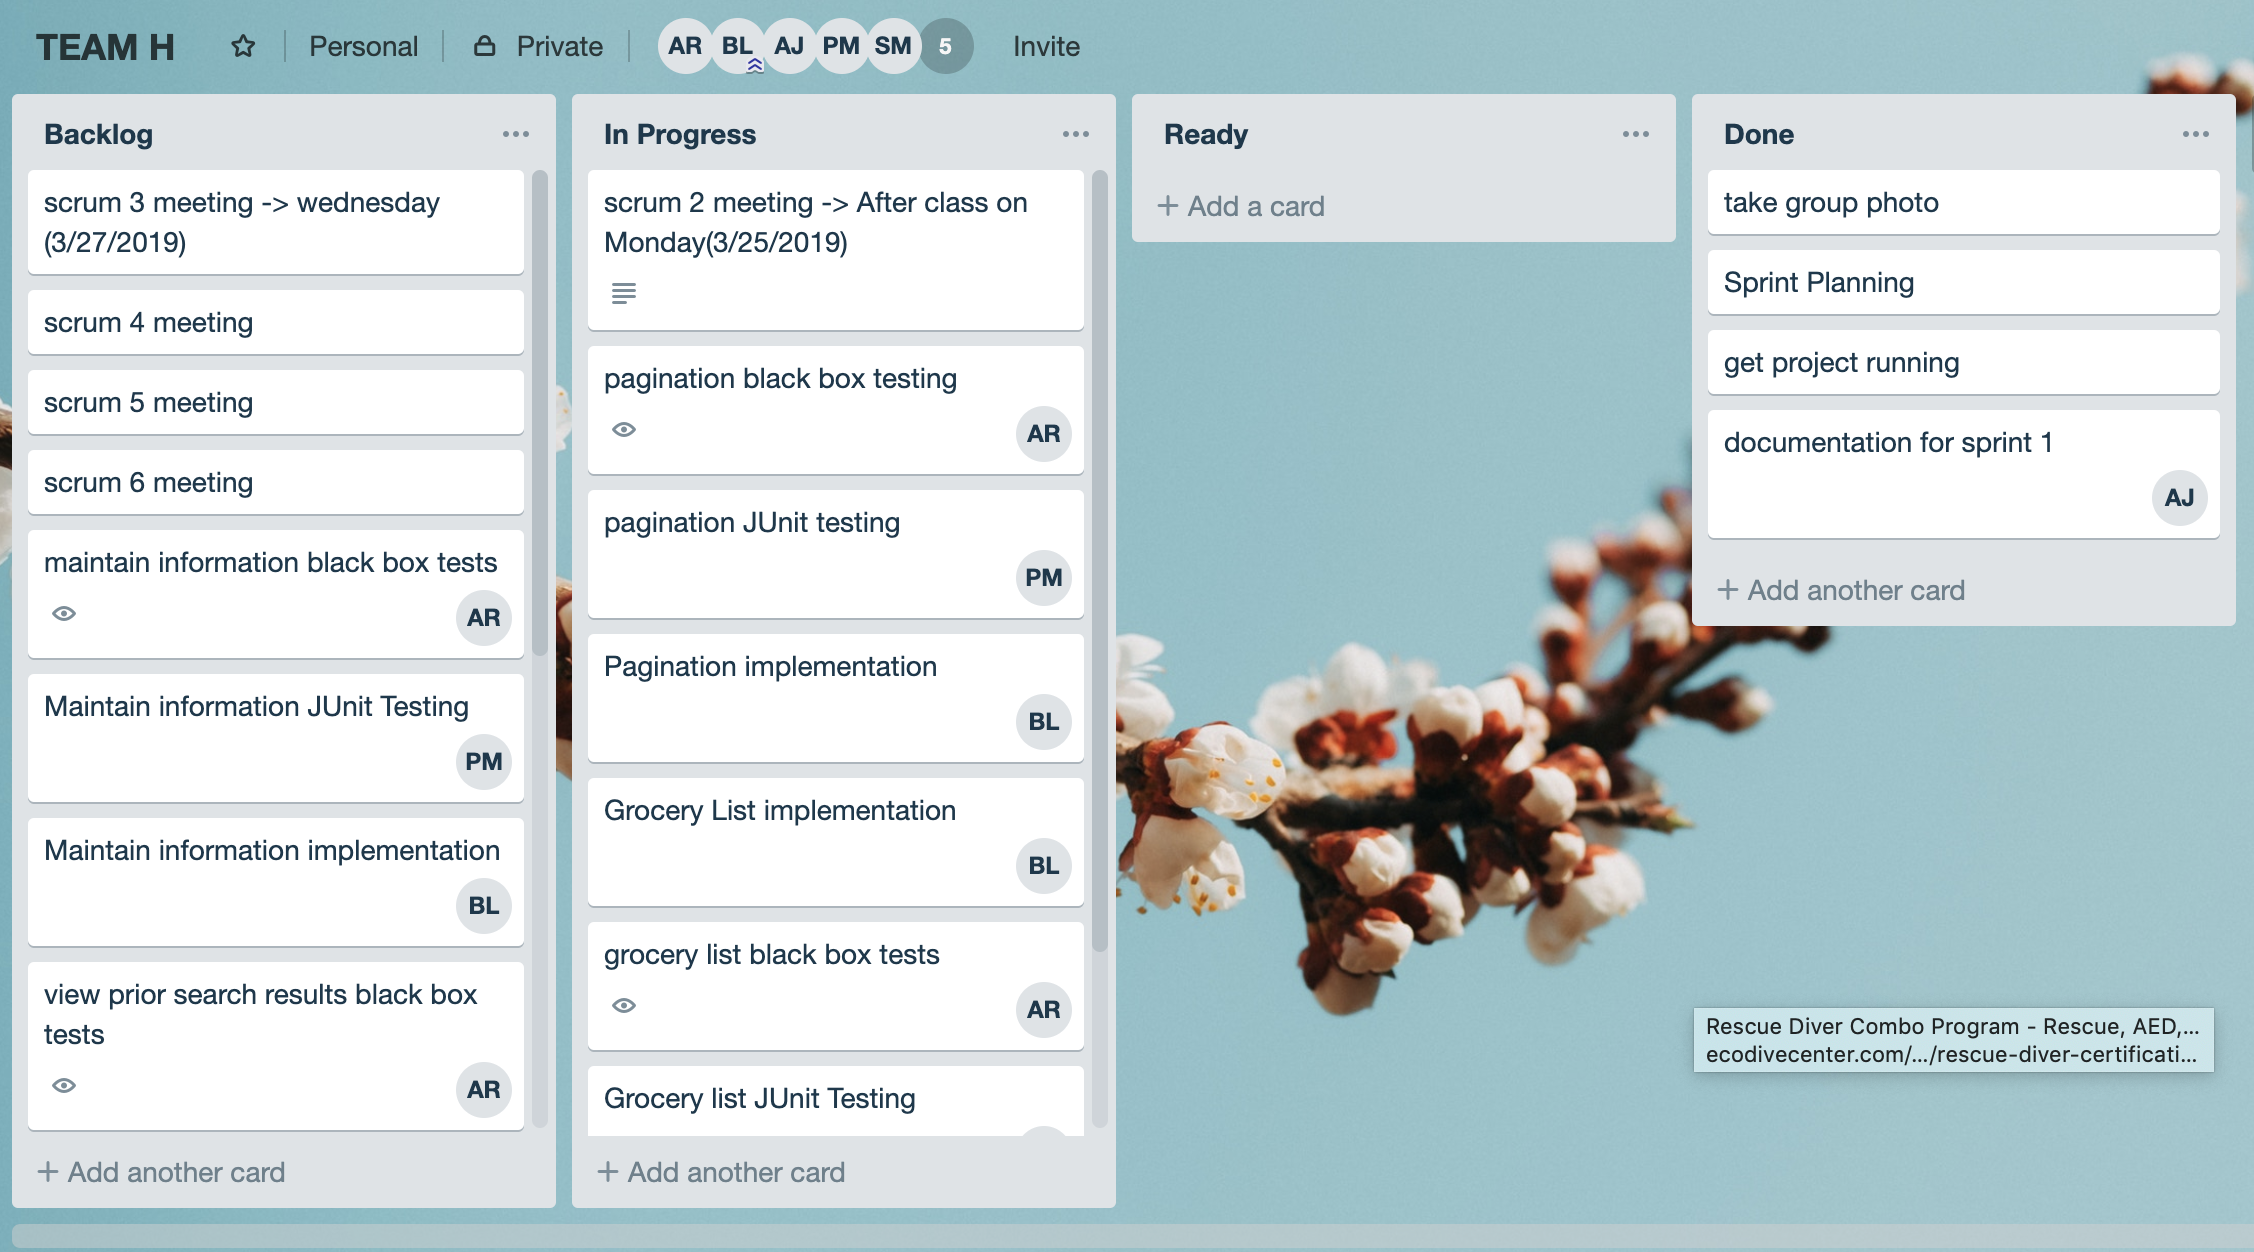 TEAM H
Personal
Private
AR BL AJ PM SM 5
Invite
Backlog
scrum 3 meeting -> wednesday
(3/27/2019)
scrum 4 meeting
scrum 5 meeting
scrum 6 meeting
maintain information black box tests
AR
Maintain information JUnit Testing
PM
Maintain information implementation
BL
view prior search results black box
tests
AR
+ Add another card
In Progress
scrum 2 meeting -> After class on
Monday(3/25/2019)
pagination black box testing
AR
pagination JUnit testing
PM
Pagination implementation
BL
Grocery List implementation
BL
grocery list black box tests
AR
Grocery list JUnit Testing
+ Add another card
Ready
+ Add a card
Done
take group photo
Sprint Planning
get project running
documentation for sprint 1
AJ
+ Add another card
Rescue Diver Combo Program - Rescue, AED,...
ecodivecenter.com/.../rescue-diver-certificati...